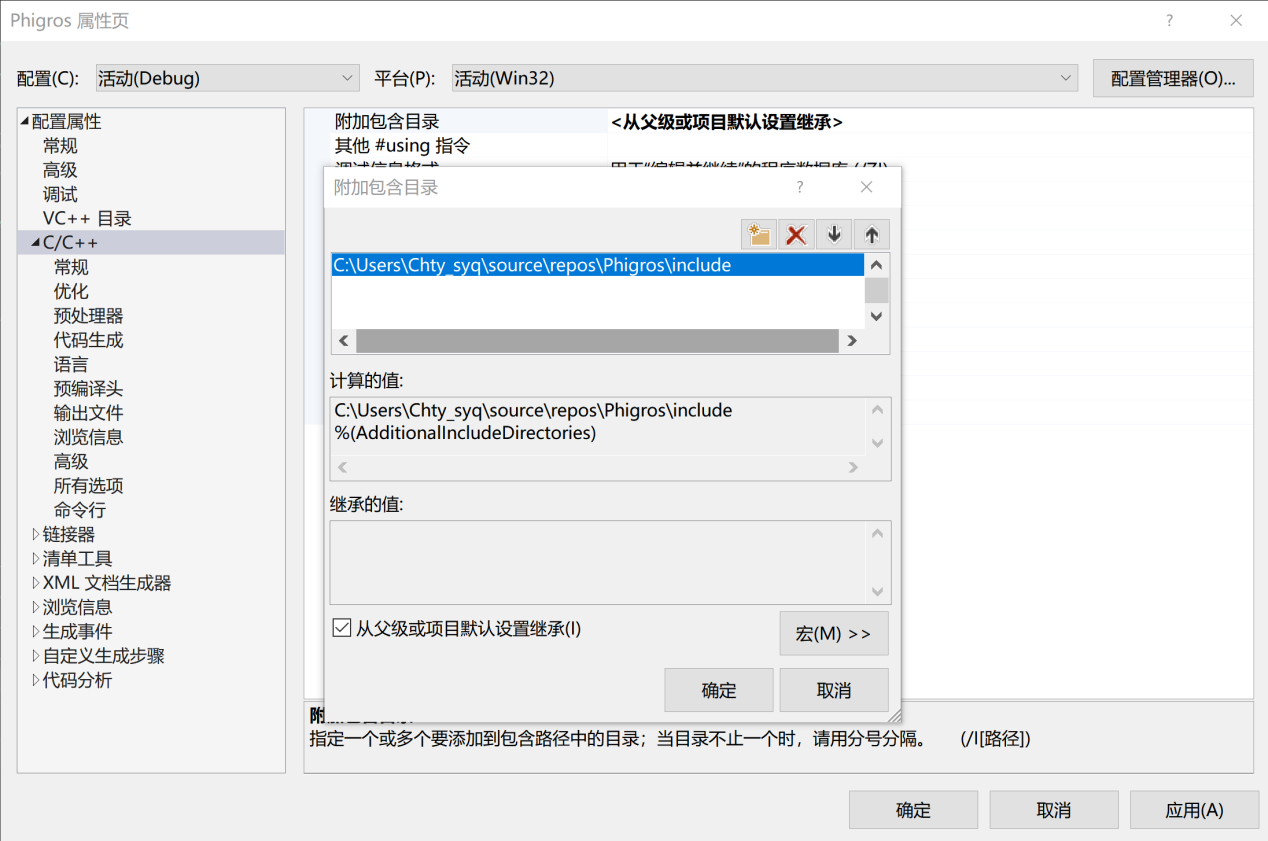 Phigros 属性页
配置(C): 活动(Debug) 平台(P): 活动(Win32) 配置管理器(O)...
配置属性
常规
高级
调试
VC++ 目录
C/C++
常规
优化
预处理器
代码生成
语言
预编译头
输出文件
浏览信息
高级
所有选项
命令行
链接器
清单工具
XML 文档生成器
浏览信息
生成事件
自定义生成步骤
代码分析
附加包含目录 <从父级或项目默认设置继承>
其他 #using 指令
附加包含目录
C:\Users\Chty_syq\source\repos\Phigros\include
计算的值:
C:\Users\Chty_syq\source\repos\Phigros\include
%(AdditionalIncludeDirectories)
继承的值:
从父级或项目默认设置继承(I)
宏(M) >>
确定 取消
指定一个或多个要添加到包含路径中的目录；当目录不止一个时，请用分号分隔。 (/I[路径])
确定 取消 应用(A)